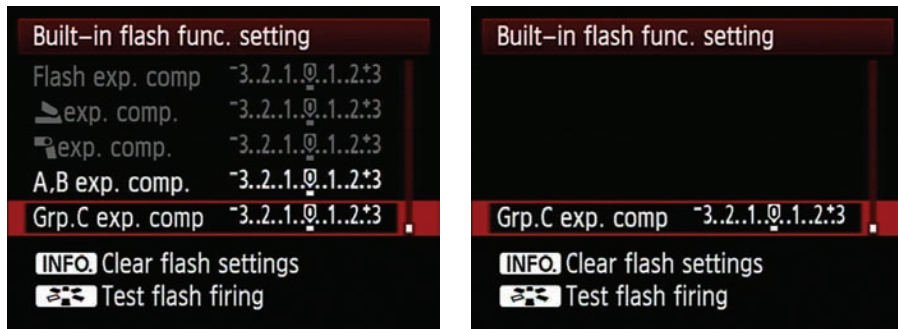 Built-in flash func. setting
Flash exp. comp -3..2..1..0..1..2..+3
exp. comp. -3..2..1..0..1..2..+3
exp. comp. -3..2..1..0..1..2..+3
A,B exp. comp. -3..2..1..0..1..2..+3
Grp.C exp. comp -3..2..1..0..1..2..+3
INFO. Clear flash settings
Test flash firing
Built-in flash func. setting
Grp.C exp. comp -3..2..1..0..1..2..+3
INFO. Clear flash settings
Test flash firing